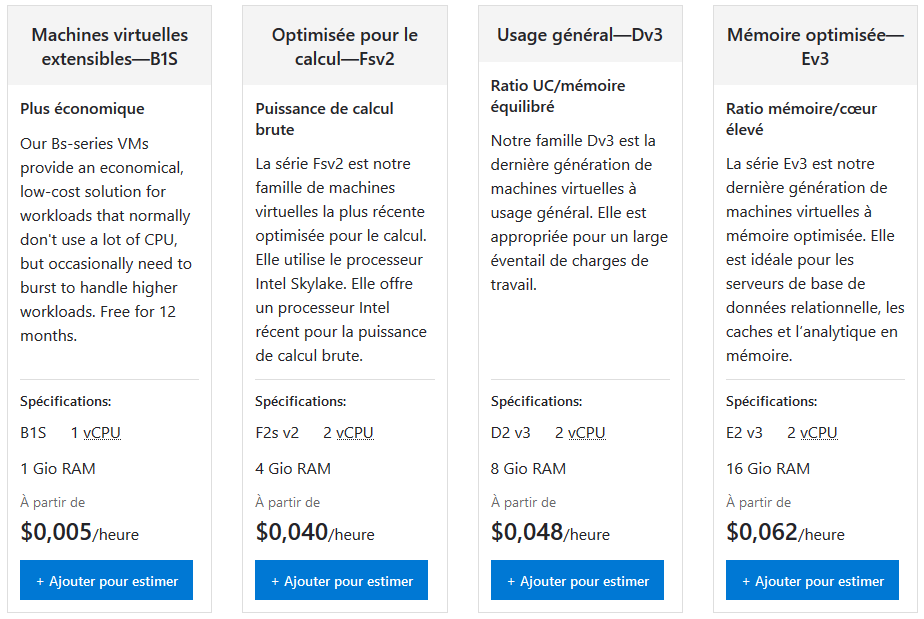 Machines virtuelles
extensibles—B1S
Plus économique
Our Bs-series VMs
provide an economical,
low-cost solution for
workloads that normally
don't use a lot of CPU,
but occasionally need to
burst to handle higher
workloads. Free for 12
months.
Spécifications:
B1S 1 vCPU
1 Gio RAM
À partir de
$0,005/heure
+ Ajouter pour estimer
Optimisée pour le
calcul—Fsv2
Puissance de calcul
brute
La série Fsv2 est notre
famille de machines
virtuelles la plus récente
optimisée pour le calcul.
Elle utilise le processeur
Intel Skylake. Elle offre
un processeur Intel
récent pour la puissance
de calcul brute.
Spécifications:
F2s v2 2 vCPU
4 Gio RAM
À partir de
$0,040/heure
+ Ajouter pour estimer
Usage général—Dv3
Ratio UC/mémoire
équilibré
Notre famille Dv3 est la
dernière génération de
machines virtuelles à
usage général. Elle est
appropriée pour un large
éventail de charges de
travail.
Spécifications:
D2 v3 2 vCPU
8 Gio RAM
À partir de
$0,048/heure
+ Ajouter pour estimer
Mémoire optimisée—
Ev3
Ratio mémoire/cœur
élevé
La série Ev3 est notre
dernière génération de
machines virtuelles à
mémoire optimisée. Elle
est idéale pour les
serveurs de base de
données relationnelle, les
caches et l’analytique en
mémoire.
Spécifications:
E2 v3 2 vCPU
16 Gio RAM
À partir de
$0,062/heure
+ Ajouter pour estimer